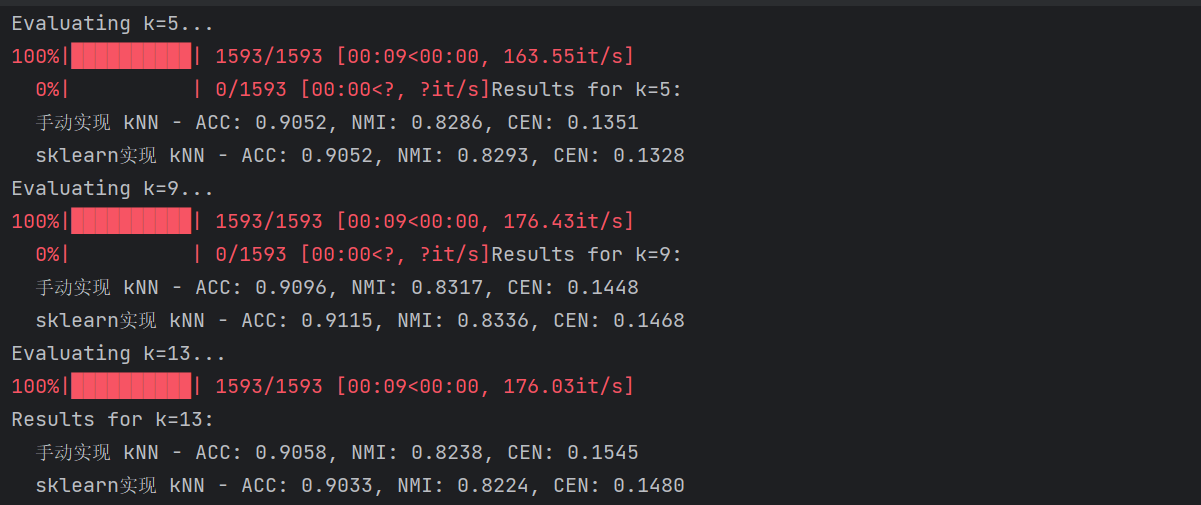 Evaluating k=5...
100%|██████████| 1593/1593 [00:09<00:00, 163.55it/s]
  0%|          | 0/1593 [00:00<?, ?it/s]Results for k=5:
  手动实现 kNN - ACC: 0.9052, NMI: 0.8286, CEN: 0.1351
  sklearn实现 kNN - ACC: 0.9052, NMI: 0.8293, CEN: 0.1328
Evaluating k=9...
100%|██████████| 1593/1593 [00:09<00:00, 176.43it/s]
  0%|          | 0/1593 [00:00<?, ?it/s]Results for k=9:
  手动实现 kNN - ACC: 0.9096, NMI: 0.8317, CEN: 0.1448
  sklearn实现 kNN - ACC: 0.9115, NMI: 0.8336, CEN: 0.1468
Evaluating k=13...
100%|██████████| 1593/1593 [00:09<00:00, 176.03it/s]
Results for k=13:
  手动实现 kNN - ACC: 0.9058, NMI: 0.8238, CEN: 0.1545
  sklearn实现 kNN - ACC: 0.9033, NMI: 0.8224, CEN: 0.1480